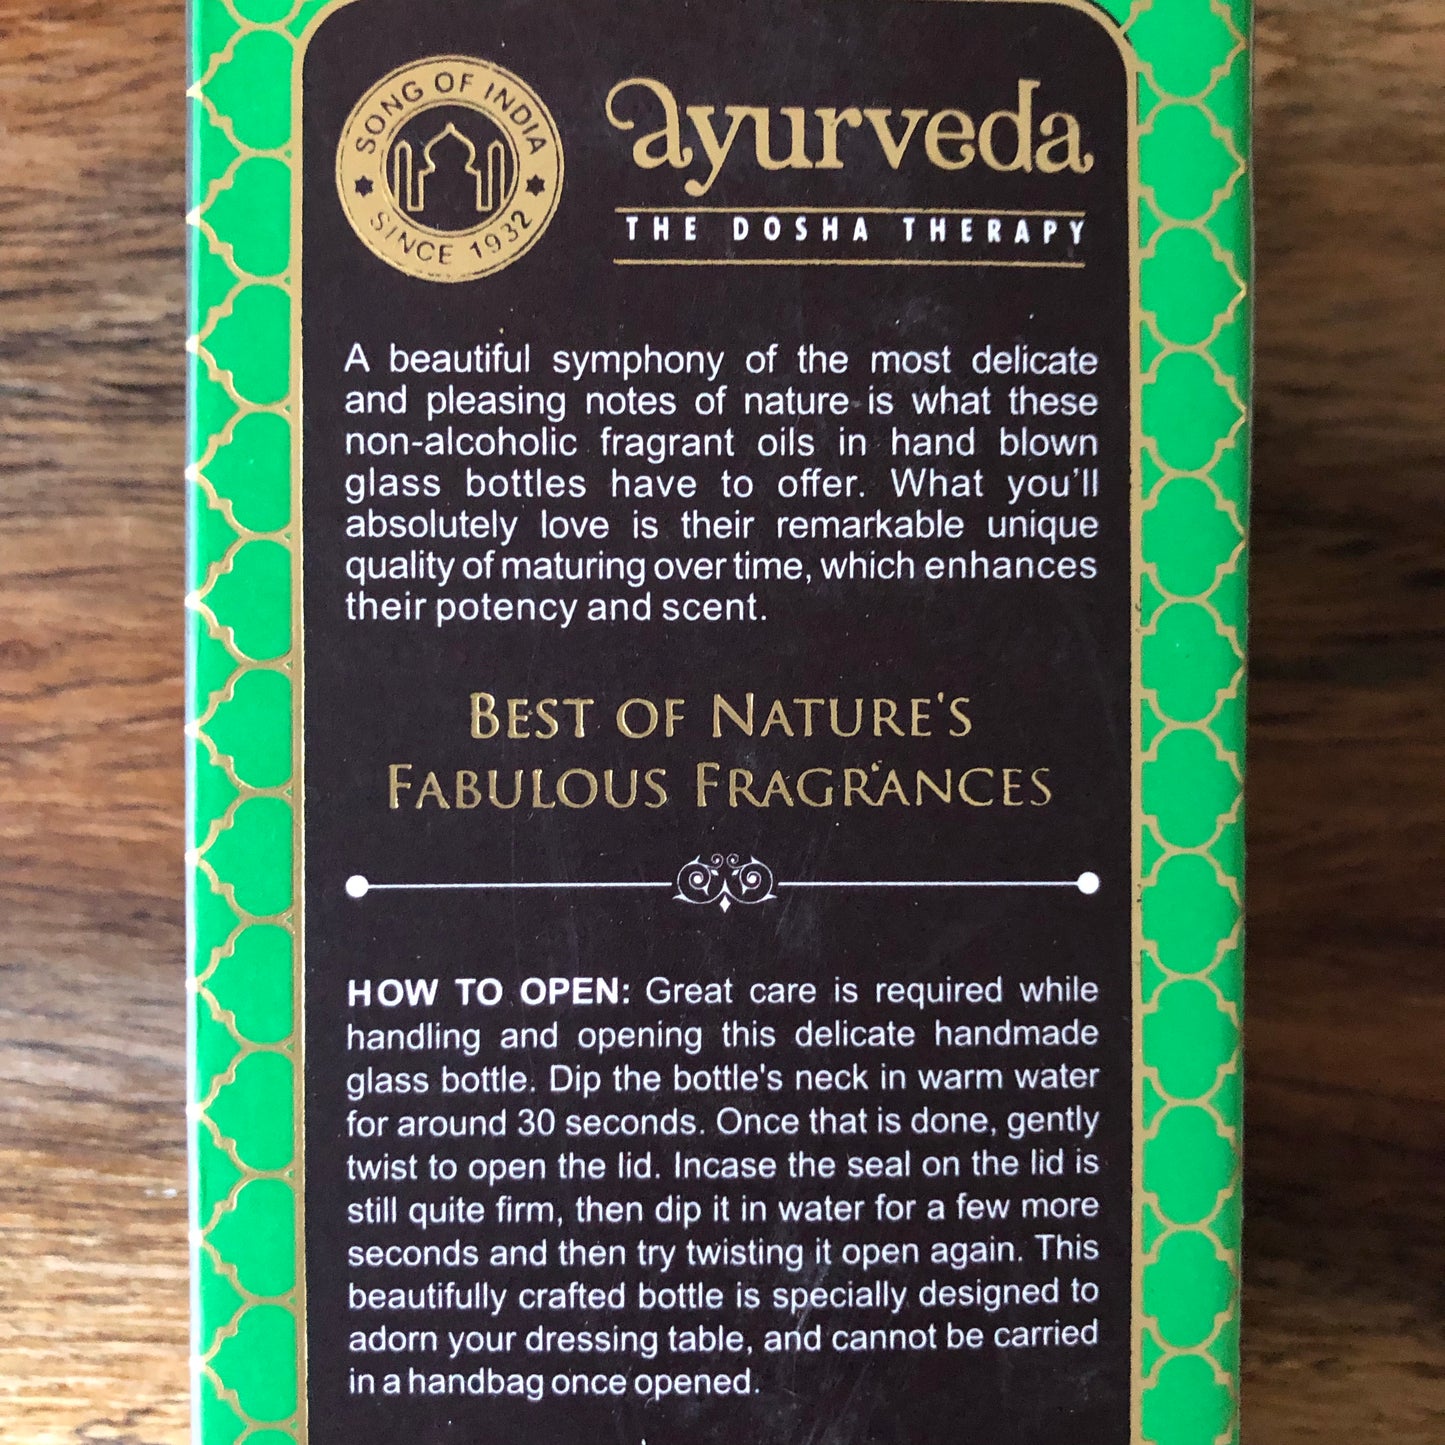 SONG OF INDIA
SINCE 1932
ayurveda
THE DOSHA THERAPY
A beautiful symphony of the most delicate
and pleasing notes of nature is what these
non-alcoholic fragrant oils in hand blown
glass bottles have to offer. What you'll
absolutely love is their remarkable unique
quality of maturing over time, which enhances
their potency and scent.
BEST OF NATURE'S
FABULOUS FRAGRANCES
HOW TO OPEN: Great care is required while
handling and opening this delicate handmade
glass bottle. Dip the bottle's neck in warm water
for around 30 seconds. Once that is done, gently
twist to open the lid. Incase the seal on the lid is
still quite firm, then dip it in water for a few more
seconds and then try twisting it open again. This
beautifully crafted bottle is specially designed to
adorn your dressing table, and cannot be carried
in a handbag once opened.